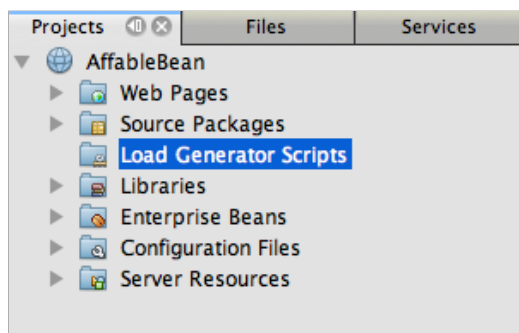 Projects Files Services
AffableBean
Web Pages
Source Packages
Load Generator Scripts
Libraries
Enterprise Beans
Configuration Files
Server Resources